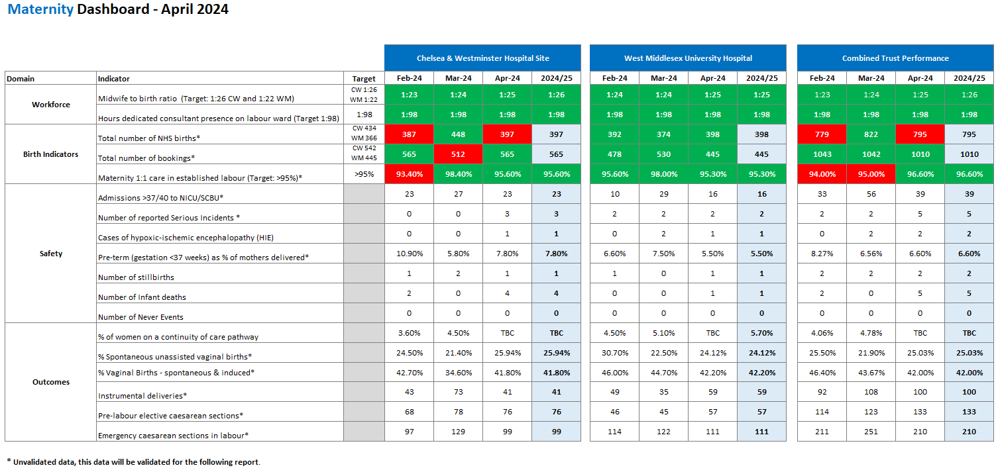 Maternity Dashboard - April 2024
Chelsea & Westminster Hospital Site West Middlesex University Hospital Combined Trust Performance
Domain Indicator Target Feb-24 Mar-24 Apr-24 2024/25 Feb-24 Mar-24 Apr-24 2024/25 Feb-24 Mar-24 Apr-24 2024/25
Workforce
Midwife to birth ratio (Target: 1:26 CW and 1:22 WM) CW 1:26 WM 1:22 1:23 1:24 1:25 1:26 1:24 1:24 1:25 1:25 1:23 1:24 1:25 1:26
Hours dedicated consultant presence on labour ward (Target 1:98) 1:98 1:98 1:98 1:98 1:98 1:98 1:98 1:98 1:98 1:98 1:98 1:98 1:98
Birth Indicators
Total number of NHS births* CW 434 WM 366 387 448 397 397 392 374 398 398 779 822 795 795
Total number of bookings* CW 542 WM 445 565 512 565 565 478 530 445 445 1043 1042 1010 1010
Maternity 1:1 care in established labour (Target: >95%)* >95% 93.40% 98.40% 95.60% 95.60% 95.60% 98.00% 95.30% 95.30% 94.00% 95.00% 96.60% 96.60%
Safety
Admissions >37/40 to NICU/SCBU* 23 27 23 23 10 29 16 16 33 56 39 39
Number of reported Serious Incidents * 0 0 3 3 2 2 2 2 2 2 5 5
Cases of hypoxic-ischemic encephalopathy (HIE) 0 0 1 1 0 2 1 1 0 2 2 2
Pre-term (gestation <37 weeks) as % of mothers delivered* 10.90% 5.80% 7.80% 7.80% 6.60% 7.50% 5.50% 5.50% 8.27% 6.56% 6.60% 6.60%
Number of stillbirths 1 2 1 1 1 0 1 1 2 2 2 2
Number of Infant deaths 2 0 4 4 0 0 1 1 2 0 5 5
Number of Never Events 0 0 0 0 0 0 0 0 0 0 0 0
Outcomes
% of women on a continuity of care pathway 3.60% 4.50% TBC TBC 4.50% 5.10% TBC 5.70% 4.06% 4.78% TBC TBC
% Spontaneous unassisted vaginal births* 24.50% 21.40% 25.94% 25.94% 30.70% 22.50% 24.12% 24.12% 25.50% 21.90% 25.03% 25.03%
% Vaginal Births - spontaneous & induced* 42.70% 34.60% 41.80% 41.80% 46.00% 44.70% 42.20% 42.20% 46.40% 43.67% 42.00% 42.00%
Instrumental deliveries* 43 73 41 41 49 35 59 59 92 108 100 100
Pre-labour elective caesarean sections* 68 78 76 76 46 45 57 57 114 123 133 133
Emergency caesarean sections in labour* 97 129 99 99 114 122 111 111 211 251 210 210
* Unvalidated data, this data will be validated for the following report.